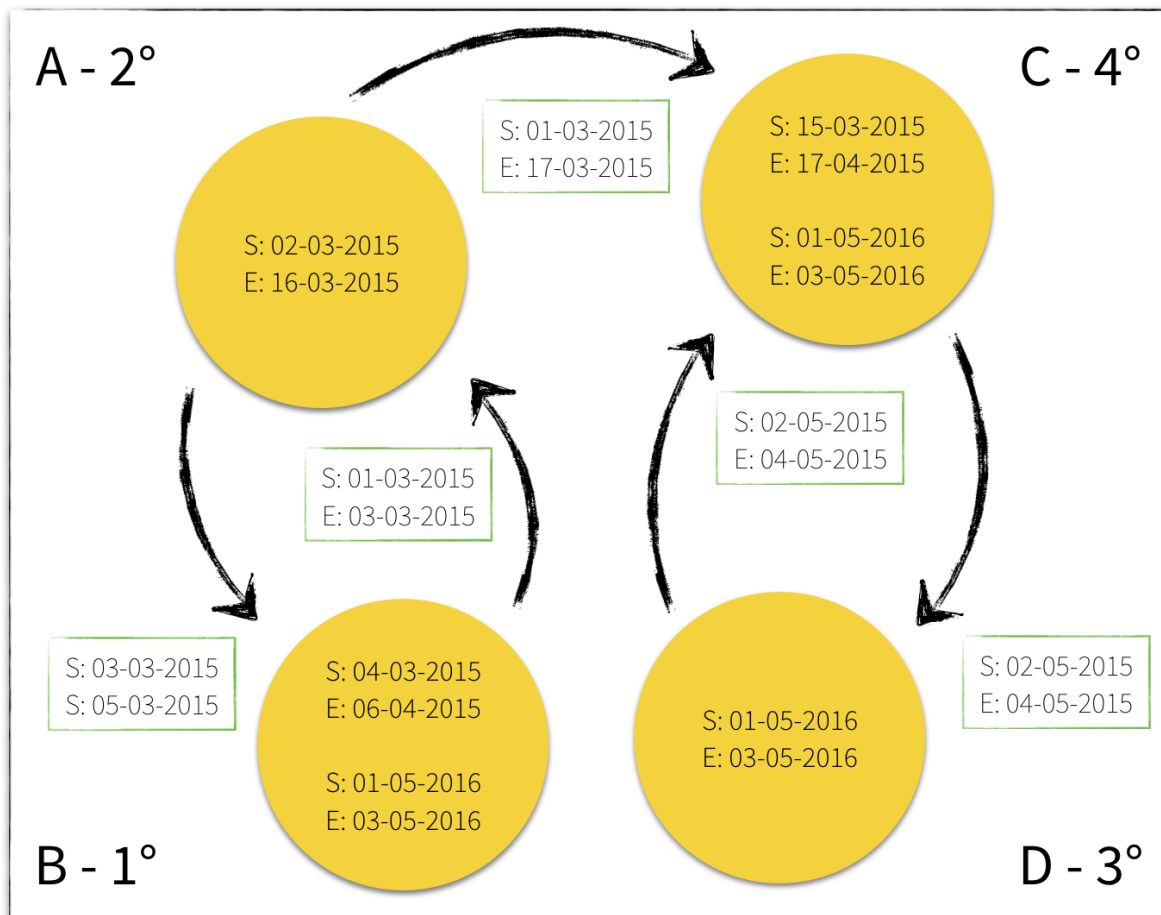 A - 2°
C - 4°
S: 01-03-2015
E: 17-03-2015
S: 15-03-2015
E: 17-04-2015
S: 01-05-2016
E: 03-05-2016
S: 02-03-2015
E: 16-03-2015
S: 02-05-2015
E: 04-05-2015
S: 01-03-2015
E: 03-03-2015
S: 03-03-2015
S: 05-03-2015
S: 04-03-2015
E: 06-04-2015
S: 01-05-2016
E: 03-05-2016
S: 01-05-2016
E: 03-05-2016
S: 02-05-2015
E: 04-05-2015
B - 1°
D - 3°